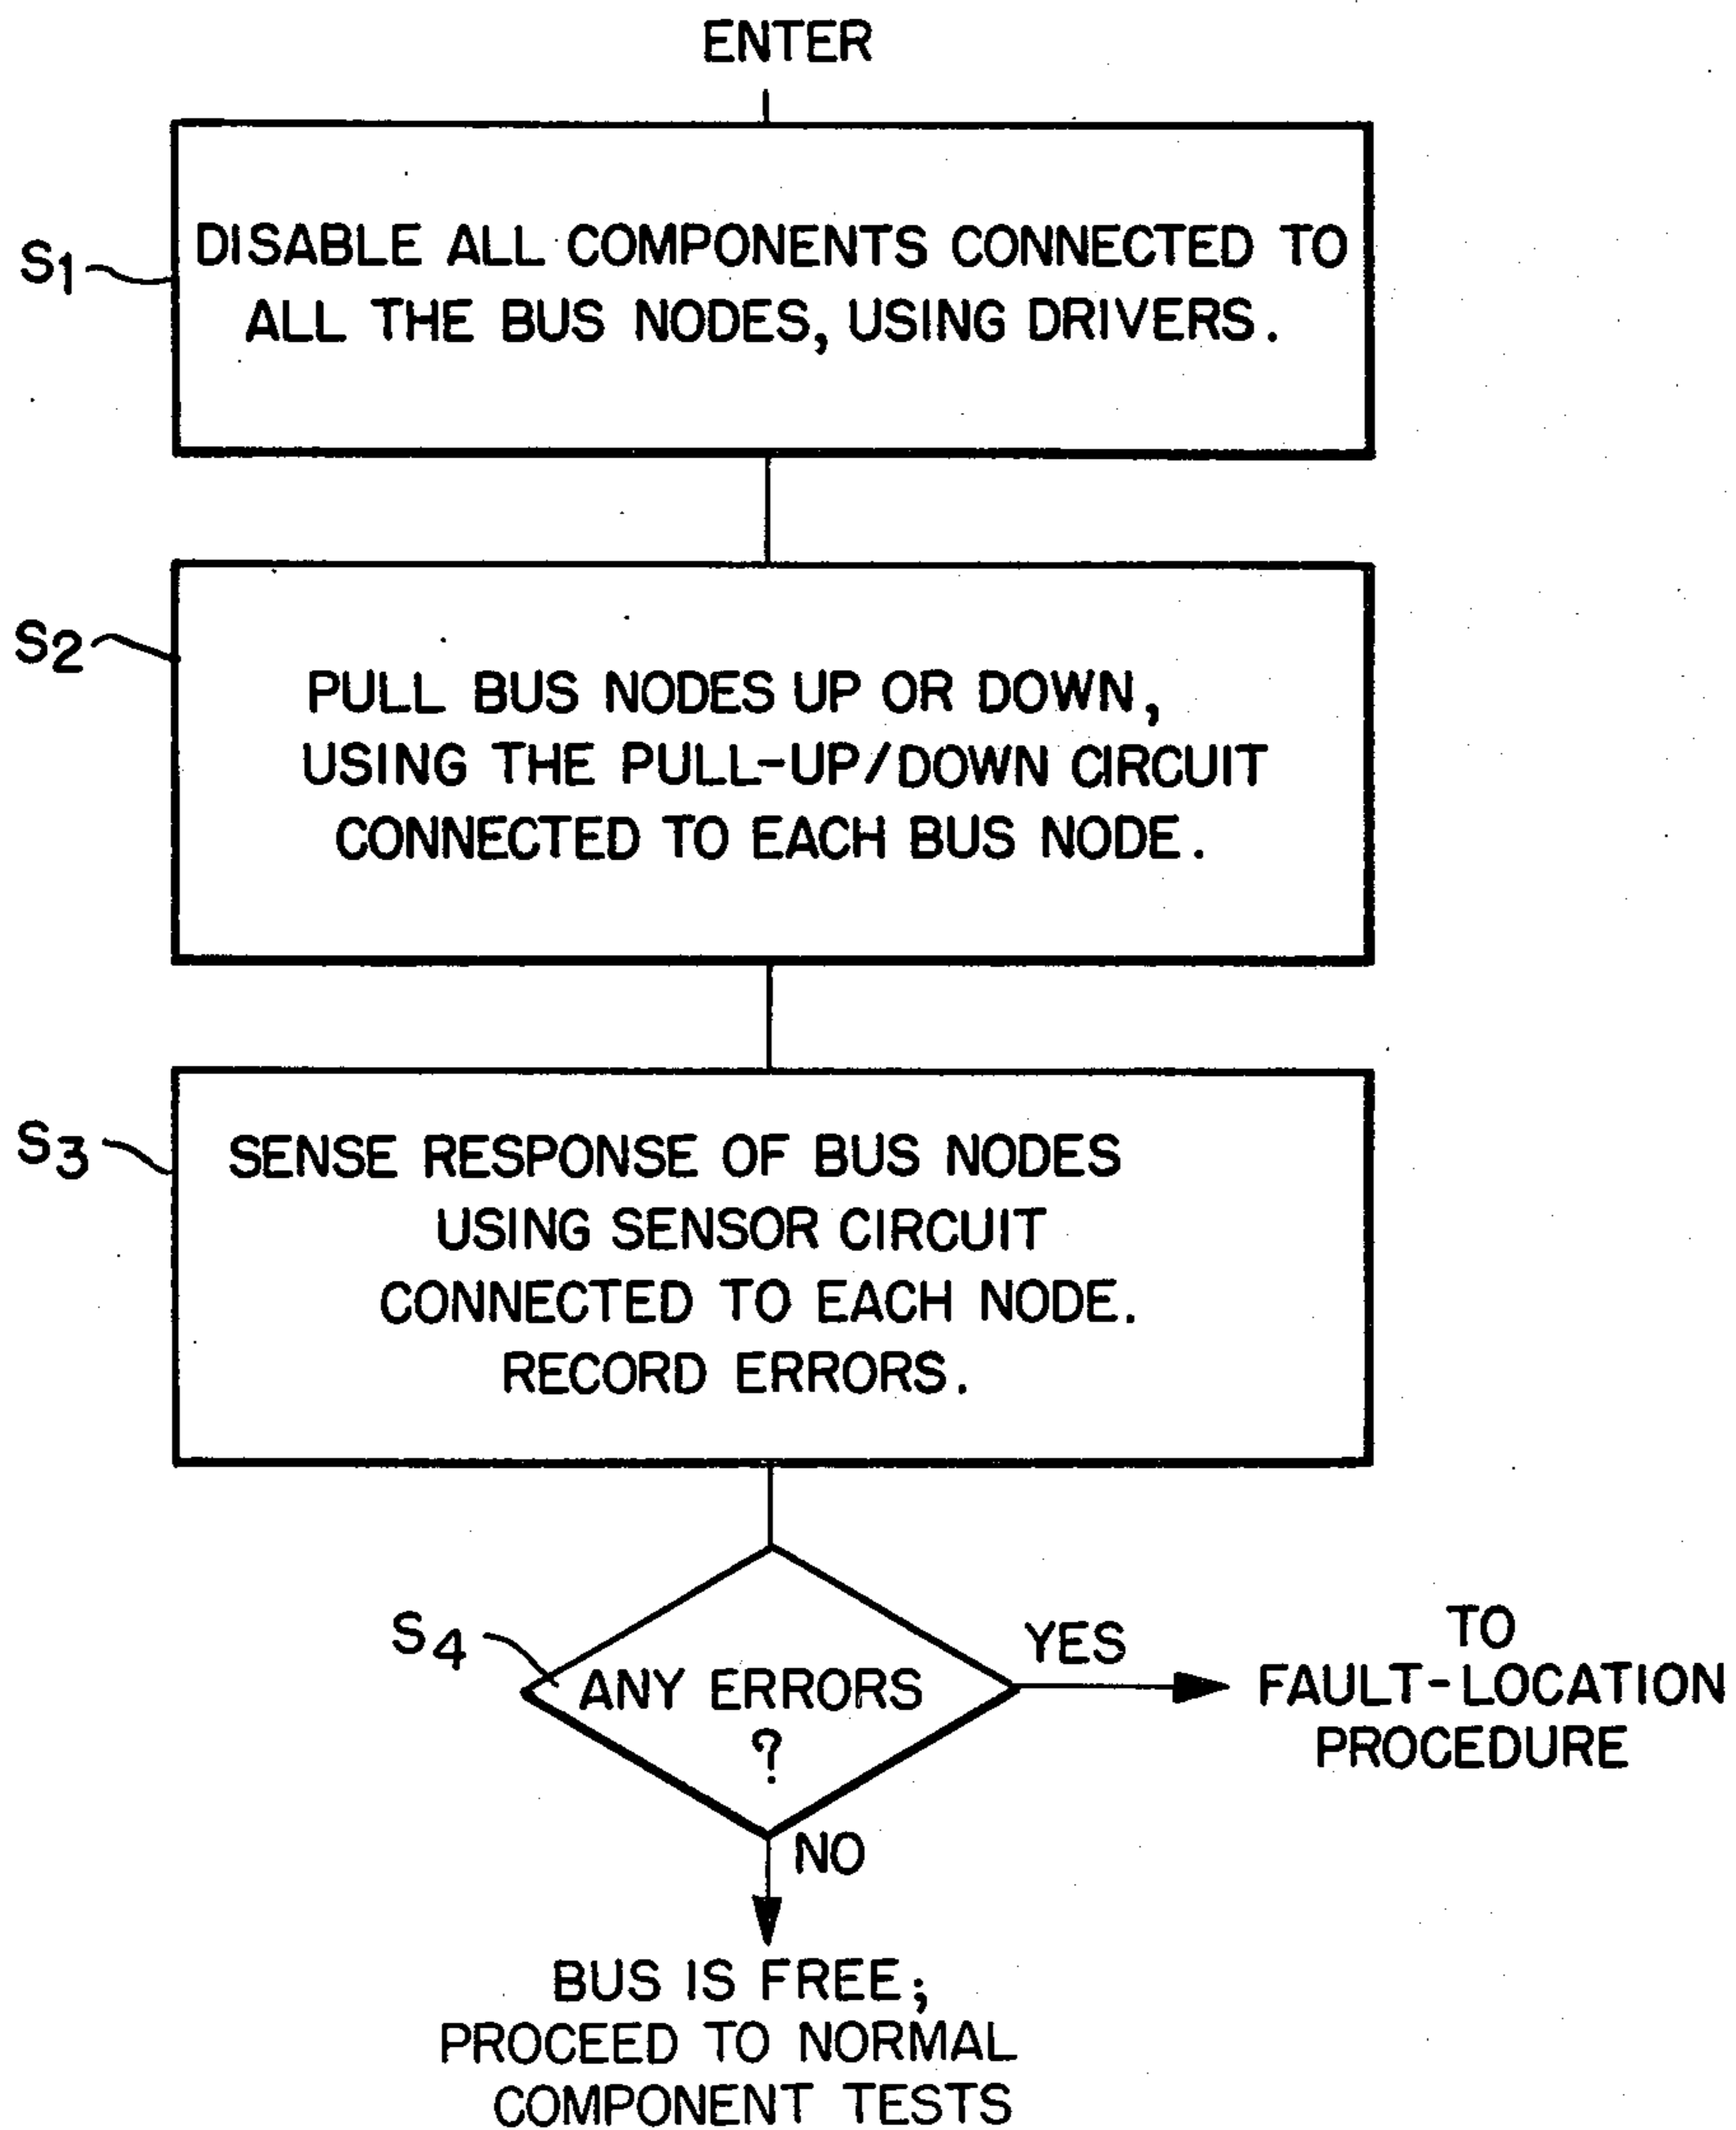 ENTER
S1
DISABLE ALL COMPONENTS CONNECTED TO
ALL THE BUS NODES, USING DRIVERS.
S2
PULL BUS NODES UP OR DOWN,
USING THE PULL-UP/DOWN CIRCUIT
CONNECTED TO EACH BUS NODE.
S3
SENSE RESPONSE OF BUS NODES
USING SENSOR CIRCUIT
CONNECTED TO EACH NODE.
RECORD ERRORS.
S4
ANY ERRORS
?
YES
TO
FAULT-LOCATION
PROCEDURE
NO
BUS IS FREE;
PROCEED TO NORMAL
COMPONENT TESTS